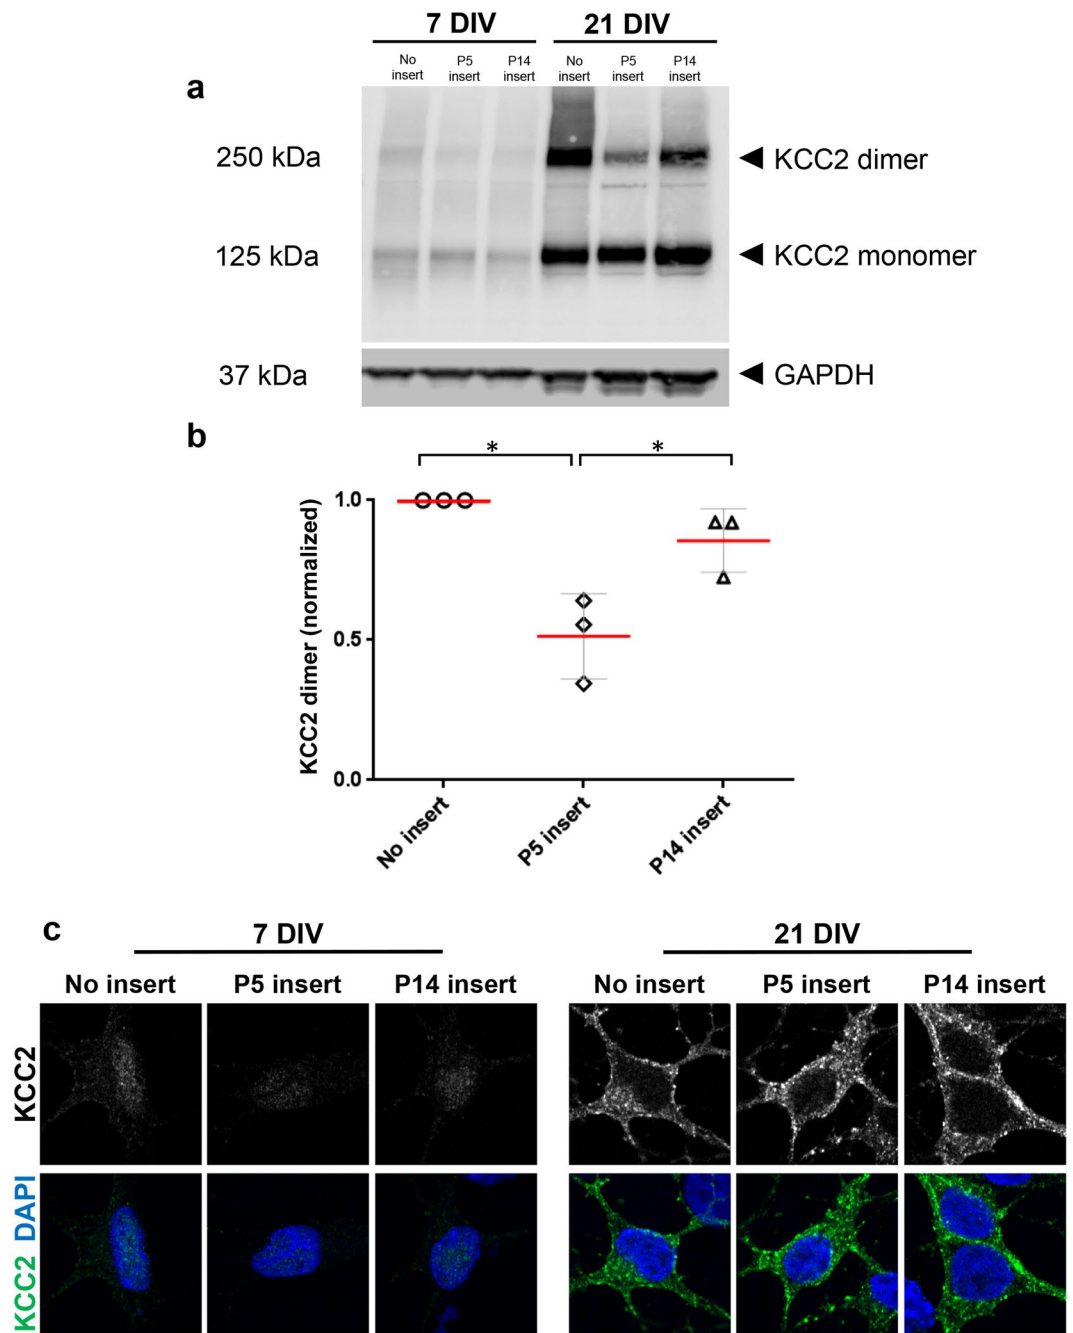 7 DIV 21 DIV
No insert P5 insert P14 insert No insert P5 insert P14 insert
a
250 kDa KCC2 dimer
125 kDa KCC2 monomer
37 kDa GAPDH
b
* *
KCC2 dimer (normalized)
1.0
0.5
0.0
No insert P5 insert P14 insert
c
7 DIV 21 DIV
No insert P5 insert P14 insert No insert P5 insert P14 insert
KCC2
KCC2 DAPI